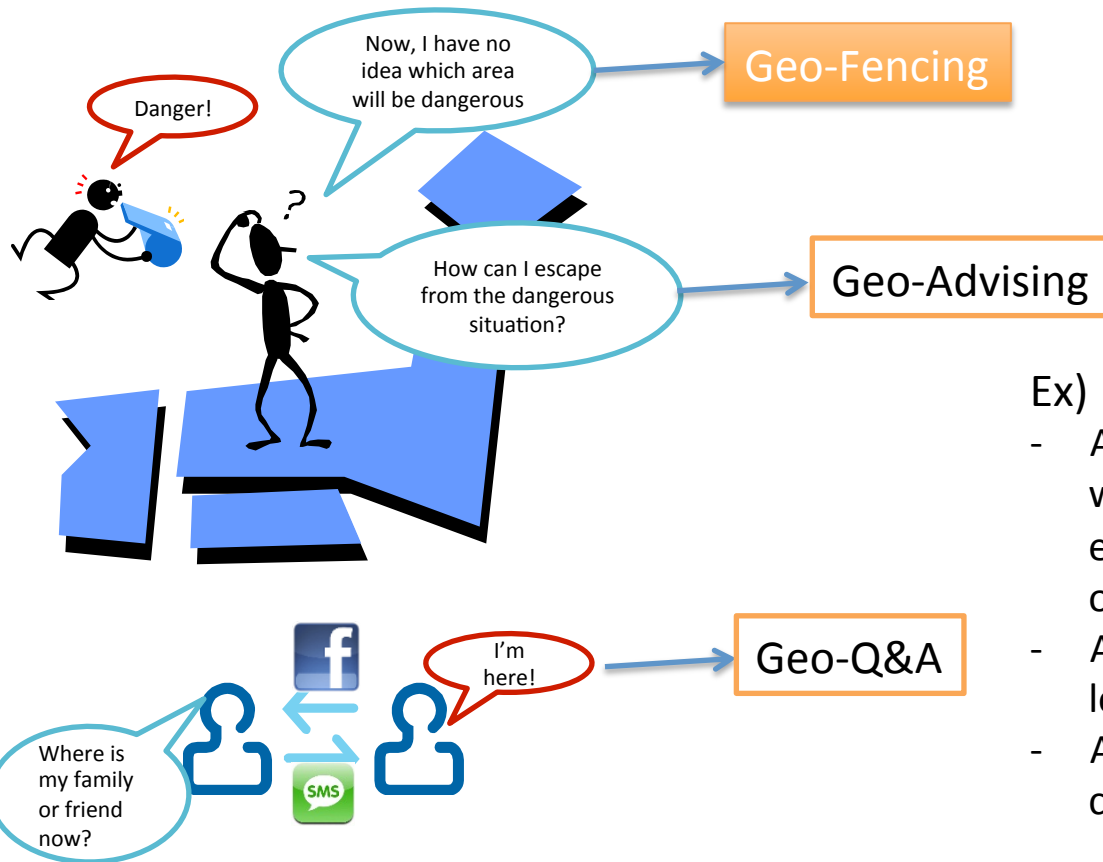 Now, I have no
idea which area
will be dangerous
Geo-Fencing
Danger!
?
How can I escape
from the dangerous
situation?
Geo-Advising
Ex)
- A
w
e
- A
l
- A
f
I'm
here!
Geo-Q&A
Where is
my family
or friend
now?
SMS